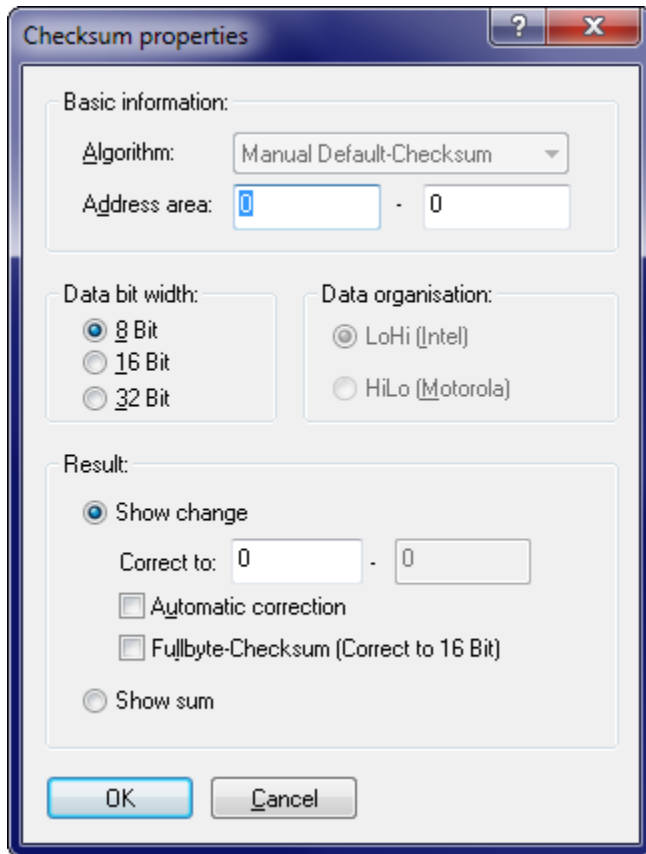 Checksum properties
?
X
Basic information:
Algorithm: Manual Default-Checksum
Address area: 0 - 0
Data bit width:
8 Bit
16 Bit
32 Bit
Data organisation:
LoHi (Intel)
HiLo (Motorola)
Result:
Show change
Correct to: 0 - 0
Automatic correction
Fullbyte-Checksum (Correct to 16 Bit)
Show sum
OK Cancel